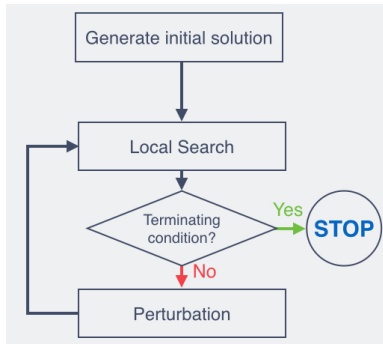 Generate initial solution
Local Search
Terminating
condition?
Yes
STOP
No
Perturbation